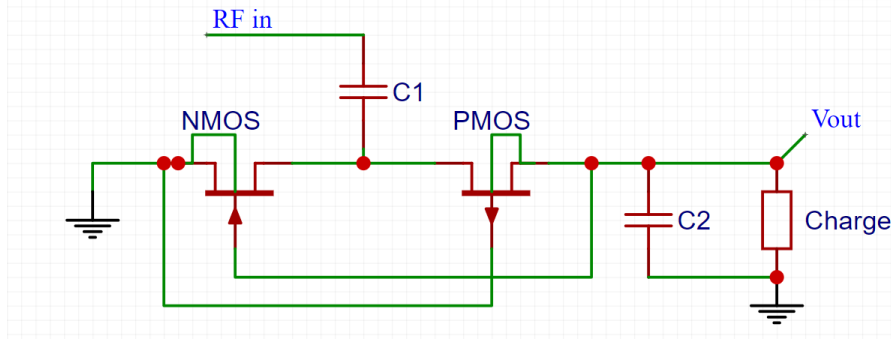 RF in
C1
NMOS
PMOS
Vout
C2
Charge